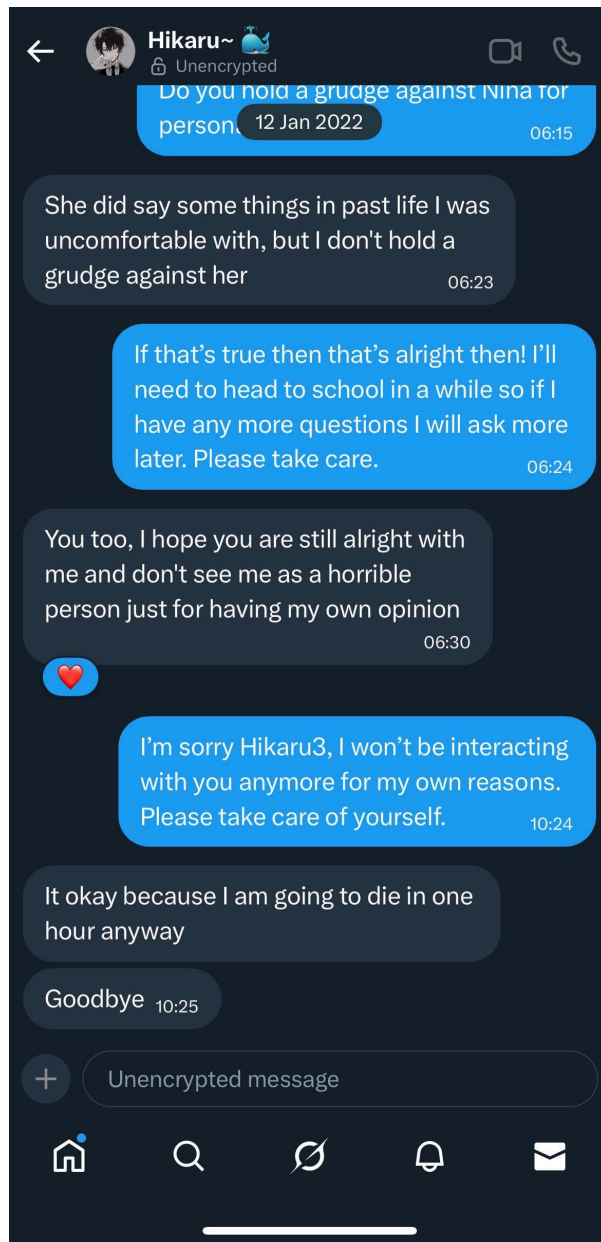 Hikaru~ 🐳
Unencrypted
Do you hold a grudge against Nina for
person
12 Jan 2022
06:15
She did say some things in past life I was
uncomfortable with, but I don't hold a
grudge against her
06:23
If that’s true then that’s alright then! I’ll
need to head to school in a while so if I
have any more questions I will ask more
later. Please take care.
06:24
You too, I hope you are still alright with
me and don't see me as a horrible
person just for having my own opinion
06:30
❤️
I’m sorry Hikaru3, I won’t be interacting
with you anymore for my own reasons.
Please take care of yourself.
10:24
It okay because I am going to die in one
hour anyway
Goodbye 10:25
Unencrypted message